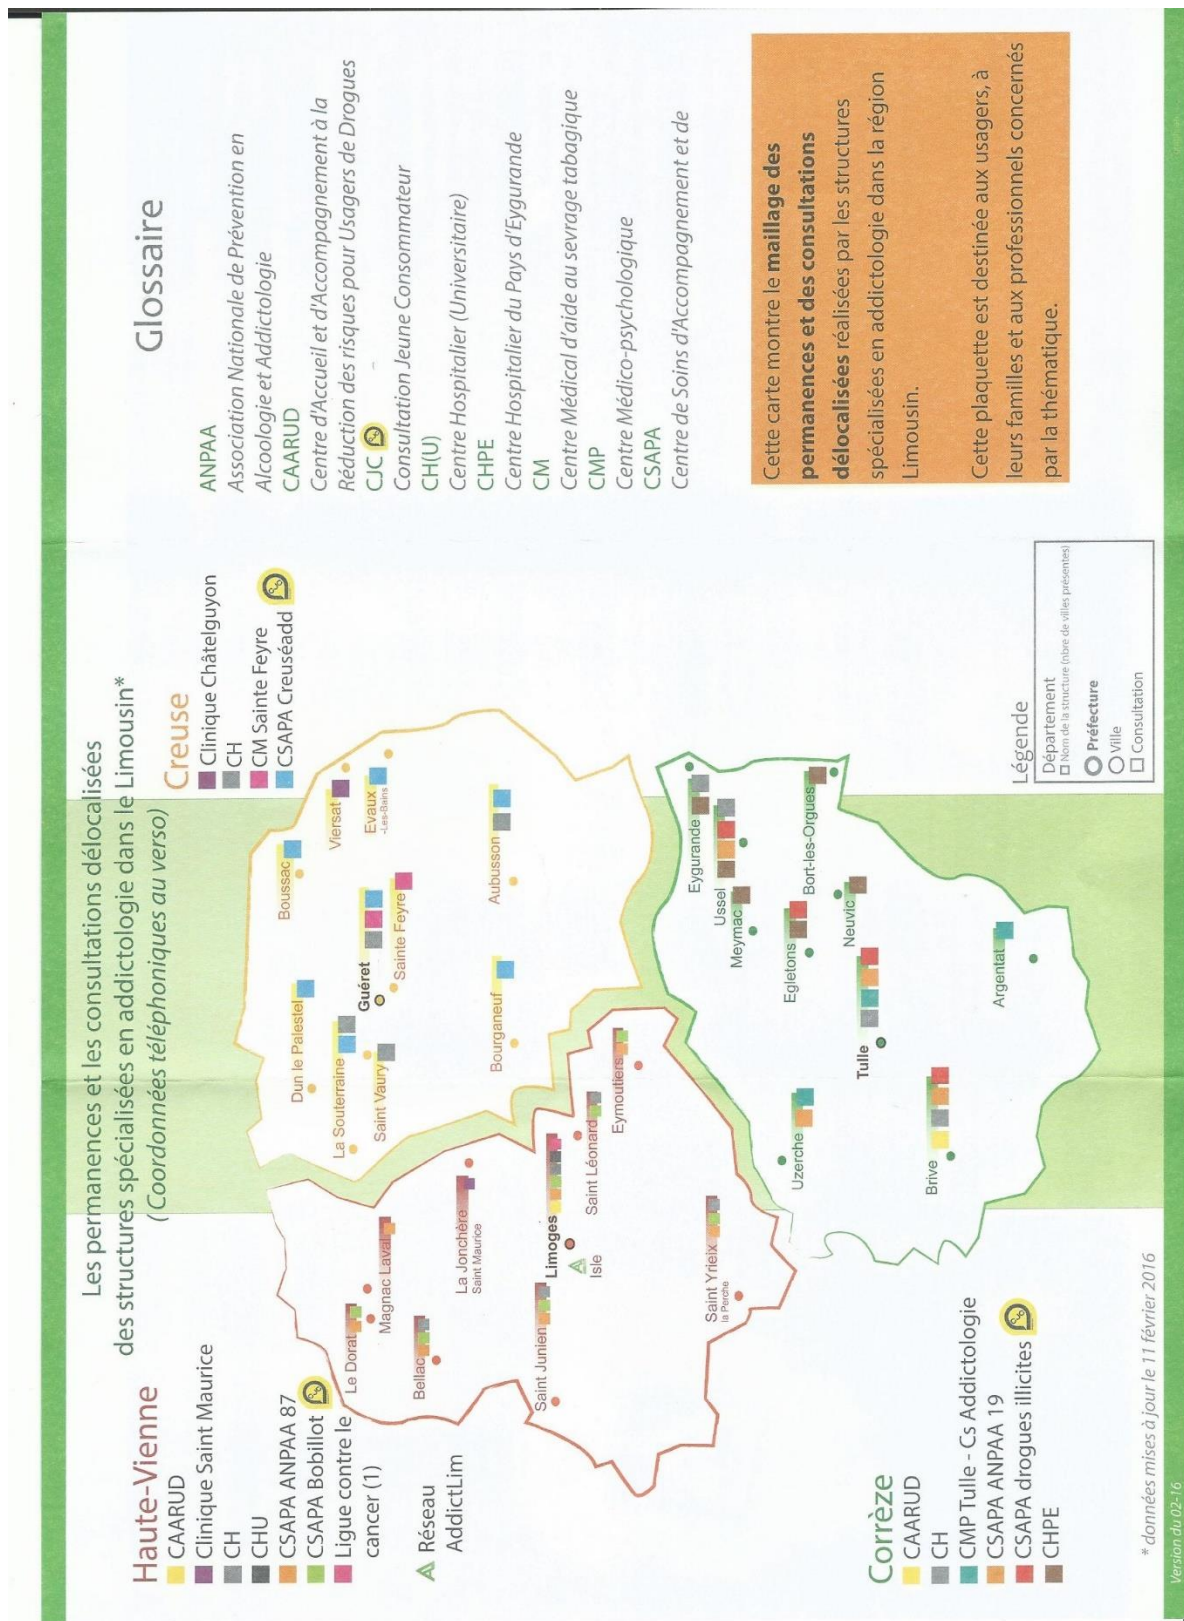 Les permanences et les consultations délocalisées
des structures spécialisées en addictologie dans le Limousin*
(Coordonnées téléphoniques au verso)
Haute-Vienne
CAARUD
Clinique Saint Maurice
CH
CHU
CSAPA ANPAA 87
CSAPA Bobillot
Ligue contre le
cancer (1)
Réseau
AddictLim
Creuse
Clinique Châtelguyon
CH
CM Sainte Feyre
CSAPA Creuséadd
Dun le Palestel
Boussac
La Souterraine
Viersat
Saint Vaury
Guéret
Evaux
-Les-Bains
Sainte Feyre
Bourganeuf
Aubusson
Le Dorat
Magnac Laval
Bellac
La Jonchère
Saint Maurice
Saint Junien
Limoges
Isle
Saint Léonard
Eymoutiers
Saint Yrieix
la Perche
Eygurande
Ussel
Meymac
Egletons
Bort-les-Orgues
Neuvic
Uzerche
Tulle
Brive
Argentat
Corrèze
CAARUD
CH
CMP Tulle - Cs Addictologie
CSAPA ANPAA 19
CSAPA drogues illicites
CHPE
Légende
Département
Nom de la structure (nbre de villes présentes)
Préfecture
Ville
Consultation
* données mises à jour le 11 février 2016
Version du 02-16
Glossaire
ANPAA
Association Nationale de Prévention en
Alcoologie et Addictologie
CAARUD
Centre d'Accueil et d'Accompagnement à la
Réduction des risques pour Usagers de Drogues
CJC
Consultation Jeune Consommateur
CH(U)
Centre Hospitalier (Universitaire)
CHPE
Centre Hospitalier du Pays d'Eygurande
CM
Centre Médical d'aide au sevrage tabagique
CMP
Centre Médico-psychologique
CSAPA
Centre de Soins d'Accompagnement et de
Cette carte montre le maillage des
permanences et des consultations
délocalisées réalisées par les structures
spécialisées en addictologie dans la région
Limousin.
Cette plaquette est destinée aux usagers, à
leurs familles et aux professionnels concernés
par la thématique.